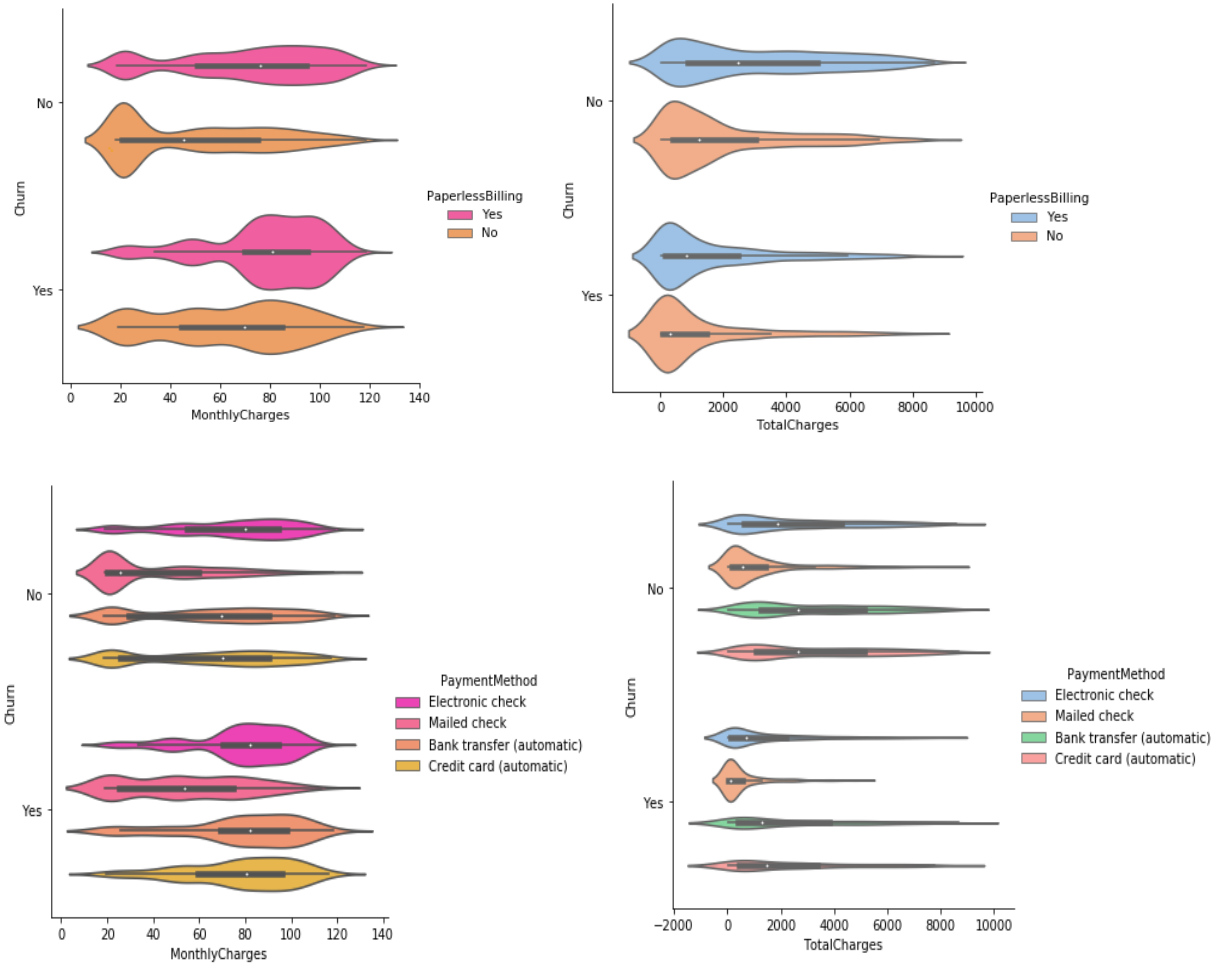 No
Yes
Churn
0 20 40 60 80 100 120 140
MonthlyCharges
PaperlessBilling
Yes
No
No
Yes
Churn
0 2000 4000 6000 8000 10000
TotalCharges
PaperlessBilling
Yes
No
No
Yes
Churn
0 20 40 60 80 100 120 140
MonthlyCharges
PaymentMethod
Electronic check
Mailed check
Bank transfer (automatic)
Credit card (automatic)
No
Yes
Churn
−2000 0 2000 4000 6000 8000 10000
TotalCharges
PaymentMethod
Electronic check
Mailed check
Bank transfer (automatic)
Credit card (automatic)